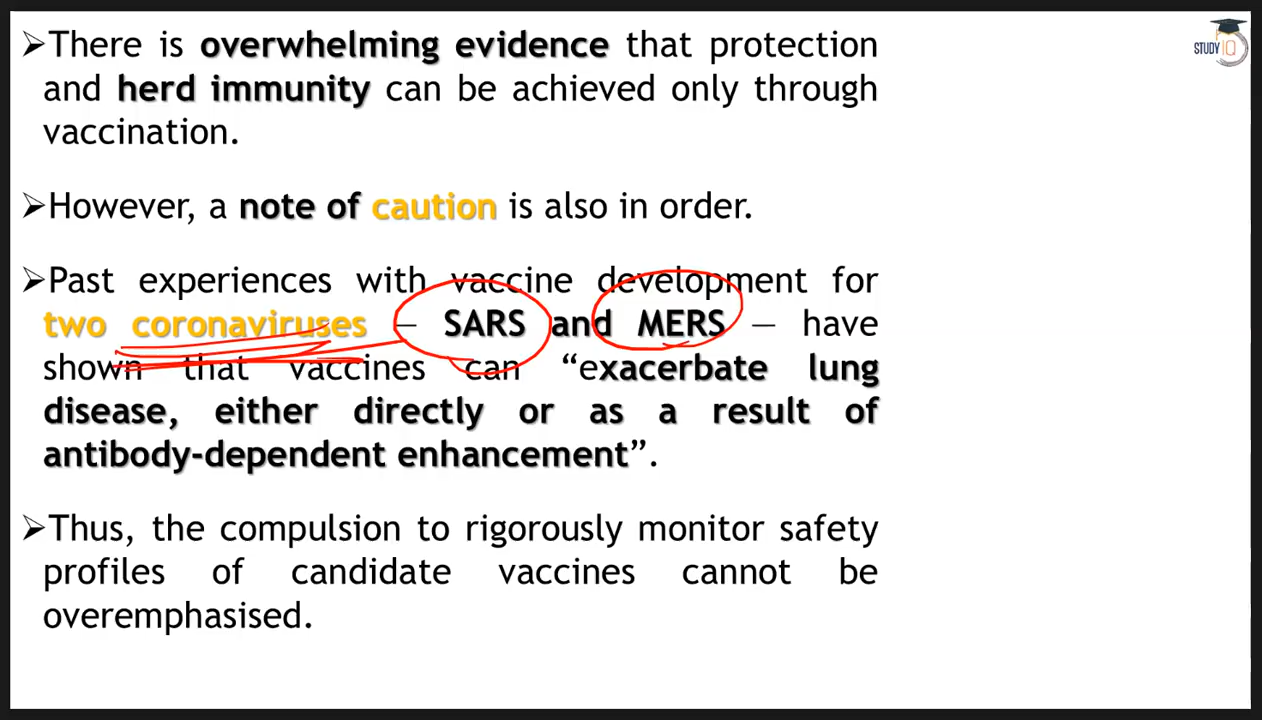 ➢There is overwhelming evidence that protection
and herd immunity can be achieved only through
vaccination.
➢However, a note of caution is also in order.
➢Past experiences with vaccine development for
two coronaviruses – SARS and MERS – have
shown that vaccines can “exacerbate lung
disease, either directly or as a result of
antibody-dependent enhancement”.
➢Thus, the compulsion to rigorously monitor safety
profiles of candidate vaccines cannot be
overemphasised.
STUDY IQ